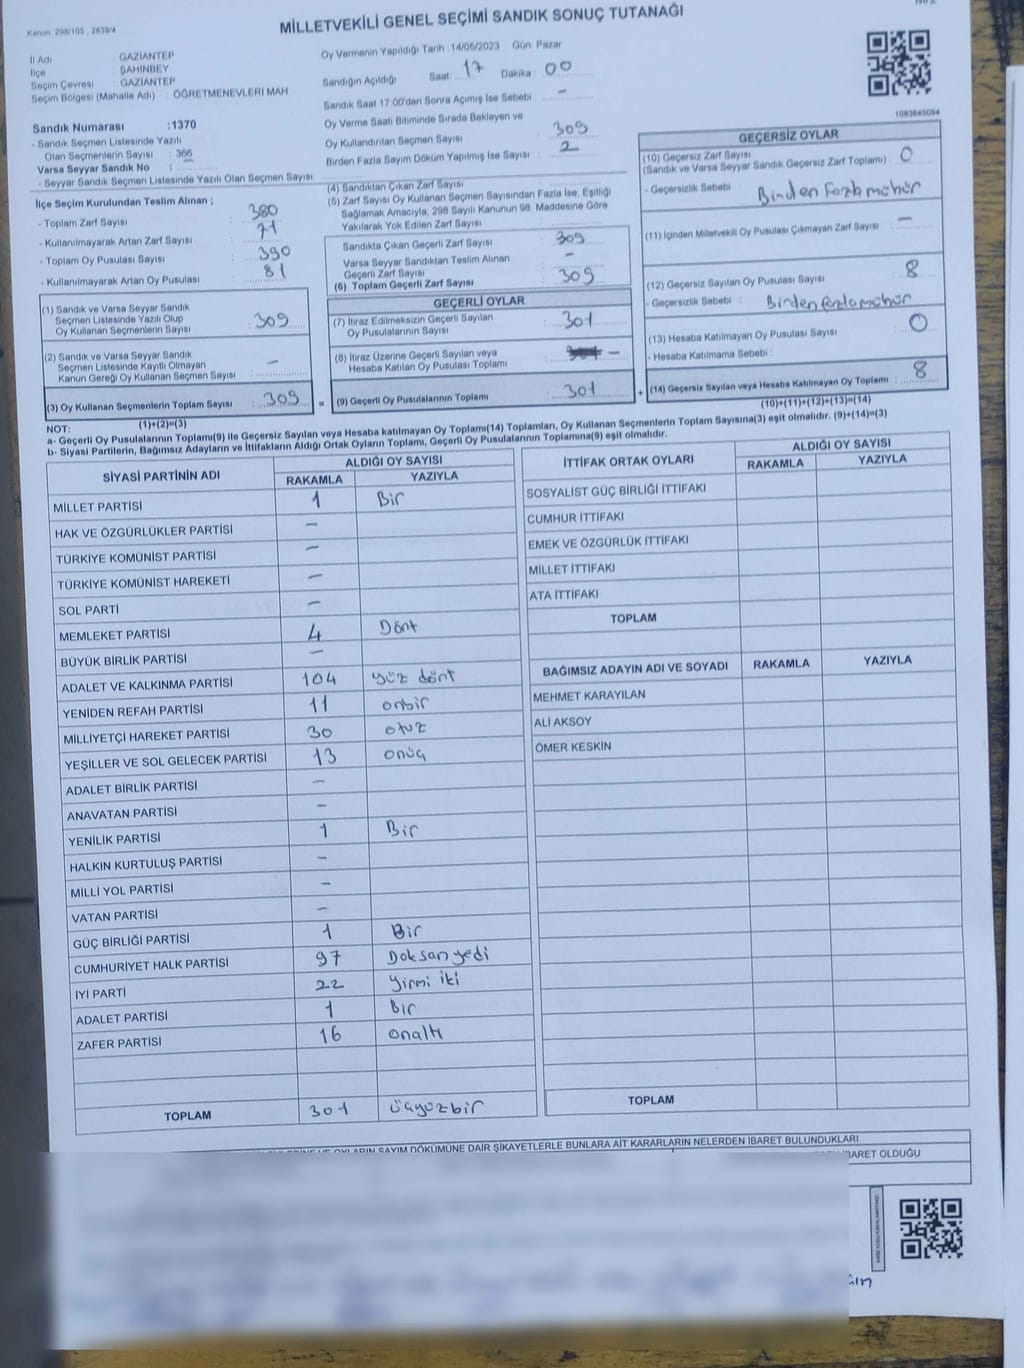 Kanun: 298/105 , 2839/4
MİLLETVEKİLİ GENEL SEÇİMİ SANDIK SONUÇ TUTANAĞI
İl Adı : GAZİANTEP
İlçe : ŞAHİNBEY
Seçim Çevresi : GAZİANTEP
Seçim Bölgesi (Mahalle Adı) : ÖĞRETMENEVLERİ MAH.
Oy Vermenin Yapıldığı Tarih :14/05/2023 Gün: Pazar
Sandığın Açıldığı Saat: 17 Dakika : 00
Sandık Saat 17:00'den Sonra Açmış İse Sebebi : -
1083645094
Sandık Numarası :1370
- Sandık Seçmen Listesinde Yazılı
Olan Seçmenlerin Sayısı : 366
Varsa Seyyar Sandık No :
- Seyyar Sandık Seçmen Listesinde Yazılı Olan Seçmen Sayısı
Oy Verme Saati Bitiminde Sırada Bekleyen ve
Oy Kullandırılan Seçmen Sayısı : 309
Birden Fazla Sayım Döküm Yapılmış İse Sayısı : 2
İlçe Seçim Kurulundan Teslim Alınan ;
- Toplam Zarf Sayısı : 380
- Kullanılmayarak Artan Zarf Sayısı : 71
- Toplam Oy Pusulası Sayısı : 390
- Kullanılmayarak Artan Oy Pusulası : 81
(4) Sandıktan Çıkan Zarf Sayısı
(5) Zarf Sayısı Oy Kullanan Seçmen Sayısından Fazla İse, Eşitliği
Sağlamak Amacıyla, 298 Sayılı Kanunun 98. Maddesine Göre
Yakılarak Yok Edilen Zarf Sayısı :
Sandıkta Çıkan Geçerli Zarf Sayısı : 309
Varsa Seyyar Sandıktan Teslim Alınan
Geçerli Zarf Sayısı : -
(6) Toplam Geçerli Zarf Sayısı : 309
GEÇERSİZ OYLAR
(10) Geçersiz Zarf Sayısı
(Sandık ve Varsa Seyyar Sandık Geçersiz Zarf Toplamı) : 0
- Geçersizlik Sebebi : Birden Fazla mühür
(11) İçinden Milletvekili Oy Pusulası Çıkmayan Zarf Sayısı : -
(12) Geçersiz Sayılan Oy Pusulası Sayısı : 8
- Geçersizlik Sebebi : Birden fazla mühür
(13) Hesaba Katılmayan Oy Pusulası Sayısı : 0
- Hesaba Katılmama Sebebi :
(14) Geçersiz Sayılan veya Hesaba Katılmayan Oy Toplamı : 8
(10)+(11)+(12)+(13)=(14)
(1) Sandık ve Varsa Seyyar Sandık
Seçmen Listesinde Yazılı Olup
Oy Kullanan Seçmenlerin Sayısı : 309
(2) Sandık ve Varsa Seyyar Sandık
Seçmen Listesinde Kayıtlı Olmayan
Kanun Gereği Oy Kullanan Seçmen Sayısı : -
(3) Oy Kullanan Seçmenlerin Toplam Sayısı : 309 =
(1)+(2)=(3)
GEÇERLİ OYLAR
(7) İtiraz Edilmeksizin Geçerli Sayılan
Oy Pusulalarının Sayısı : 301
(8) İtiraz Üzerine Geçerli Sayılan veya
Hesaba Katılan Oy Pusulası Toplamı : -
(9) Geçerli Oy Pusulalarının Toplamı : 301 +
NOT:
a- Geçerli Oy Pusulalarının Toplamı(9) ile Geçersiz Sayılan veya Hesaba katılmayan Oy Toplamı(14) Toplamları, Oy Kullanan Seçmenlerin Toplam Sayısına(3) eşit olmalıdır. (9)+(14)=(3)
b- Siyasi Partilerin, Bağımsız Adayların ve İttifakların Aldığı Ortak Oyların Toplamı, Geçerli Oy Pusulalarının Toplamına(9) eşit olmalıdır.
SİYASİ PARTİNİN ADI ALDIĞI OY SAYISI
RAKAMLA YAZIYLA
MİLLET PARTİSİ 1 Bir
HAK VE ÖZGÜRLÜKLER PARTİSİ -
TÜRKİYE KOMÜNİST PARTİSİ -
TÜRKİYE KOMÜNİST HAREKETİ -
SOL PARTİ -
MEMLEKET PARTİSİ 4 Dört
BÜYÜK BİRLİK PARTİSİ -
ADALET VE KALKINMA PARTİSİ 104 yüz dört
YENİDEN REFAH PARTİSİ 11 onbir
MİLLİYETÇİ HAREKET PARTİSİ 30 otuz
YEŞİLLER VE SOL GELECEK PARTİSİ 13 onüç
ADALET BİRLİK PARTİSİ -
ANAVATAN PARTİSİ -
YENİLİK PARTİSİ 1 Bir
HALKIN KURTULUŞ PARTİSİ -
MİLLİ YOL PARTİSİ -
VATAN PARTİSİ -
GÜÇ BİRLİĞİ PARTİSİ 1 Bir
CUMHURİYET HALK PARTİSİ 97 Doksan yedi
İYİ PARTİ 22 yirmi iki
ADALET PARTİSİ 1 Bir
ZAFER PARTİSİ 16 onaltı
TOPLAM 301 üçyüzbir
İTTİFAK ORTAK OYLARI ALDIĞI OY SAYISI
RAKAMLA YAZIYLA
SOSYALİST GÜÇ BİRLİĞİ İTTİFAKI
CUMHUR İTTİFAKI
EMEK VE ÖZGÜRLÜK İTTİFAKI
MİLLET İTTİFAKI
ATA İTTİFAKI
TOPLAM
BAĞIMSIZ ADAYIN ADI VE SOYADI RAKAMLA YAZIYLA
MEHMET KARAYILAN
ALİ AKSOY
ÖMER KESKİN
TOPLAM
OYLARIN SAYIM DÖKÜMÜNE DAİR ŞİKAYETLERLE BUNLARA AİT KARARLARIN NELERDEN İBARET BULUNDUKLARI
İBARET OLDUĞU